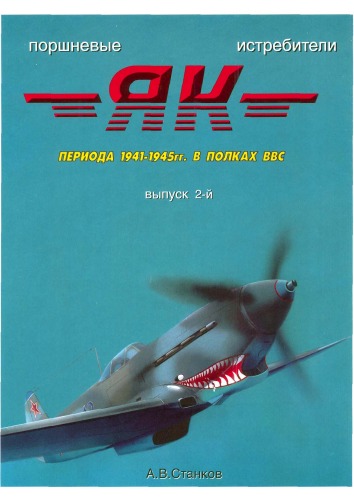 поршневые истребители
ЯК
ПЕРИОДА 1941-1945гг. В ПОЛКАХ ВВС
выпуск 2-й
А.В.Станков